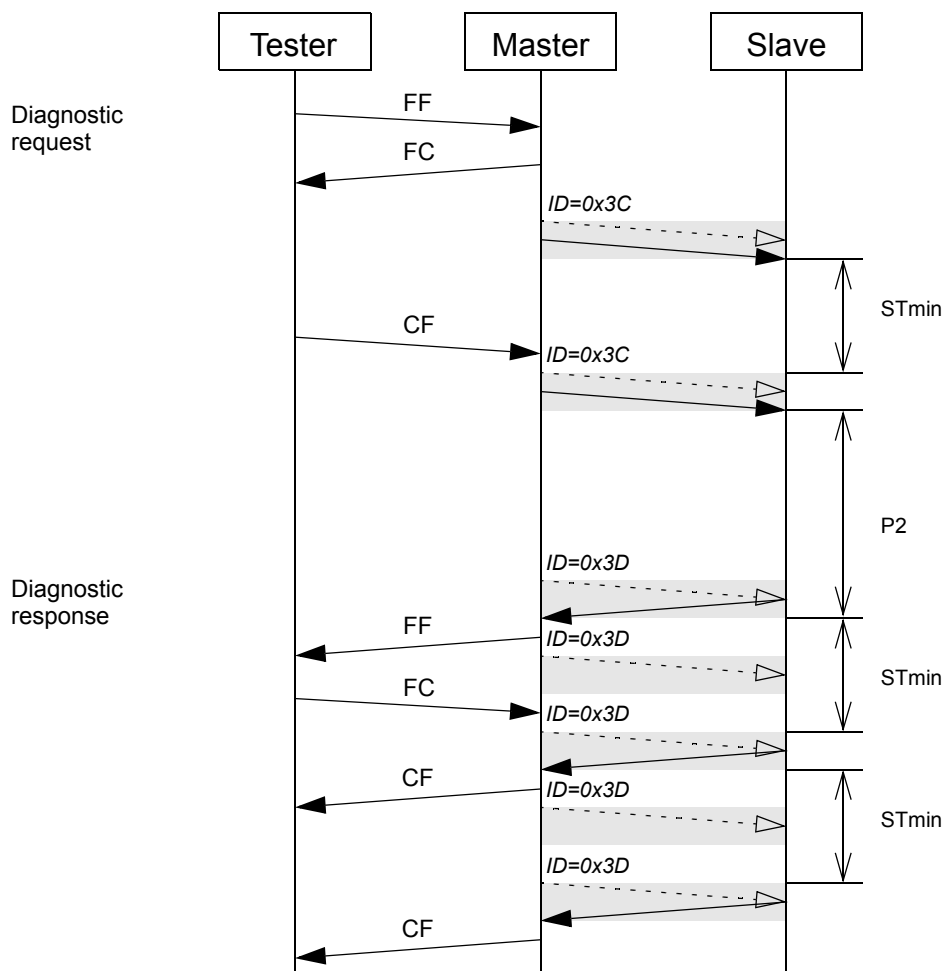 Tester Master Slave
Diagnostic
request
FF
FC
ID=0x3C
STmin
CF
ID=0x3C
P2
ID=0x3D
Diagnostic
response
FF
ID=0x3D
STmin
FC
ID=0x3D
CF
ID=0x3D
STmin
ID=0x3D
CF